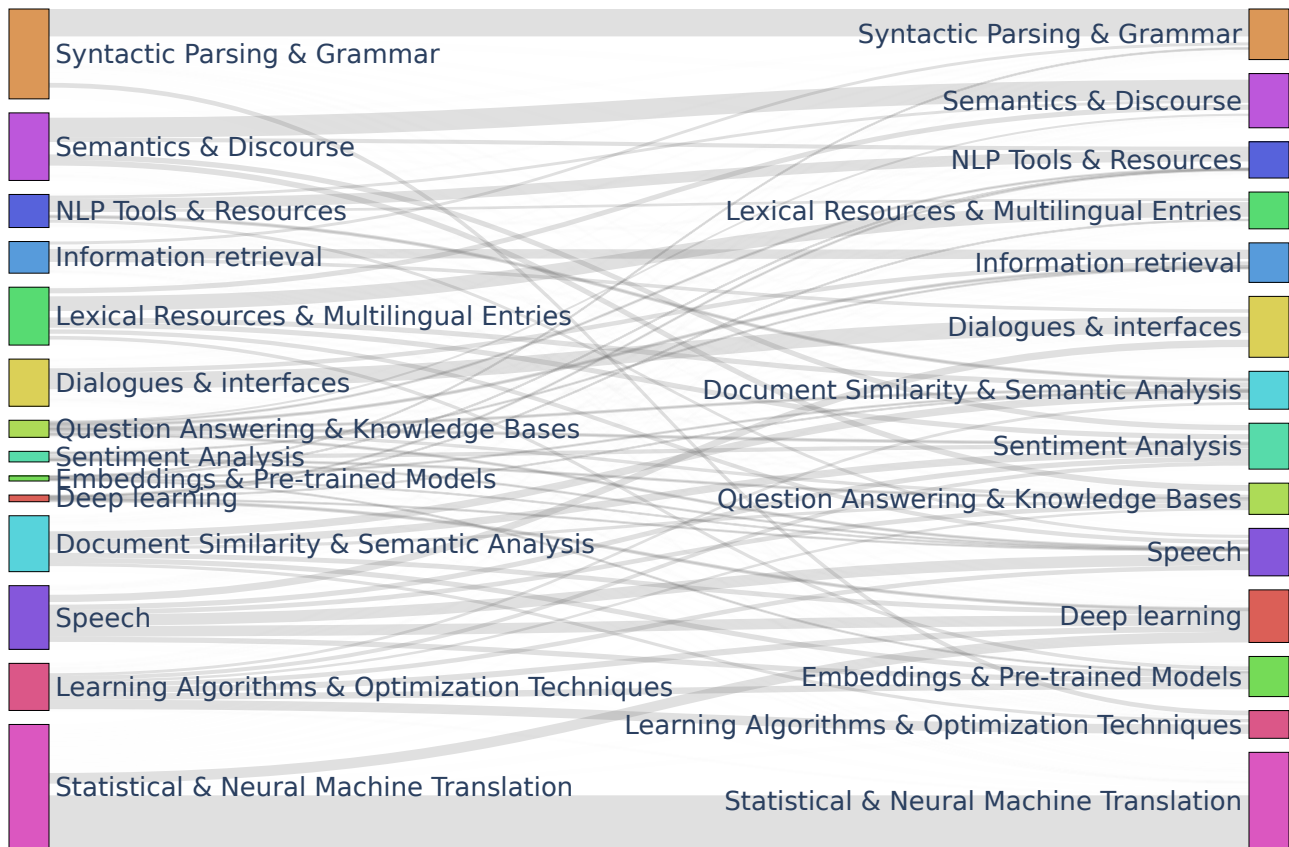 Syntactic Parsing & Grammar
Semantics & Discourse
NLP Tools & Resources
Information retrieval
Lexical Resources & Multilingual Entries
Dialogues & interfaces
Question Answering & Knowledge Bases
Sentiment Analysis
Embeddings & Pre-trained Models
Deep learning
Document Similarity & Semantic Analysis
Speech
Learning Algorithms & Optimization Techniques
Statistical & Neural Machine Translation
Syntactic Parsing & Grammar
Semantics & Discourse
NLP Tools & Resources
Lexical Resources & Multilingual Entries
Information retrieval
Dialogues & interfaces
Document Similarity & Semantic Analysis
Sentiment Analysis
Question Answering & Knowledge Bases
Speech
Deep learning
Embeddings & Pre-trained Models
Learning Algorithms & Optimization Techniques
Statistical & Neural Machine Translation